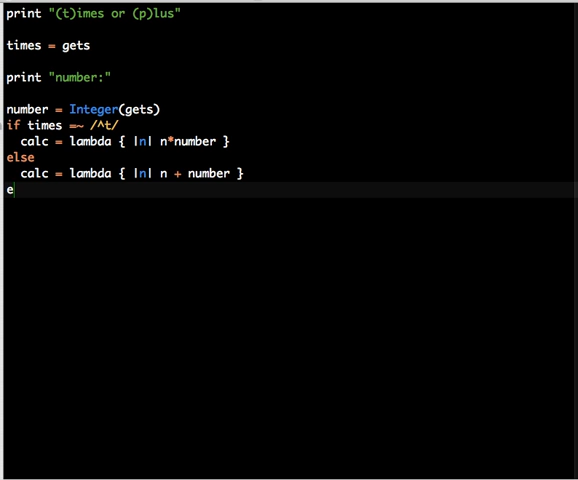 print "(t)imes or (p)lus"
times = gets
print "number:"
number = Integer(gets)
if times =~ /^t/
calc = lambda { |n| n*number }
else
calc = lambda { |n| n + number }
e